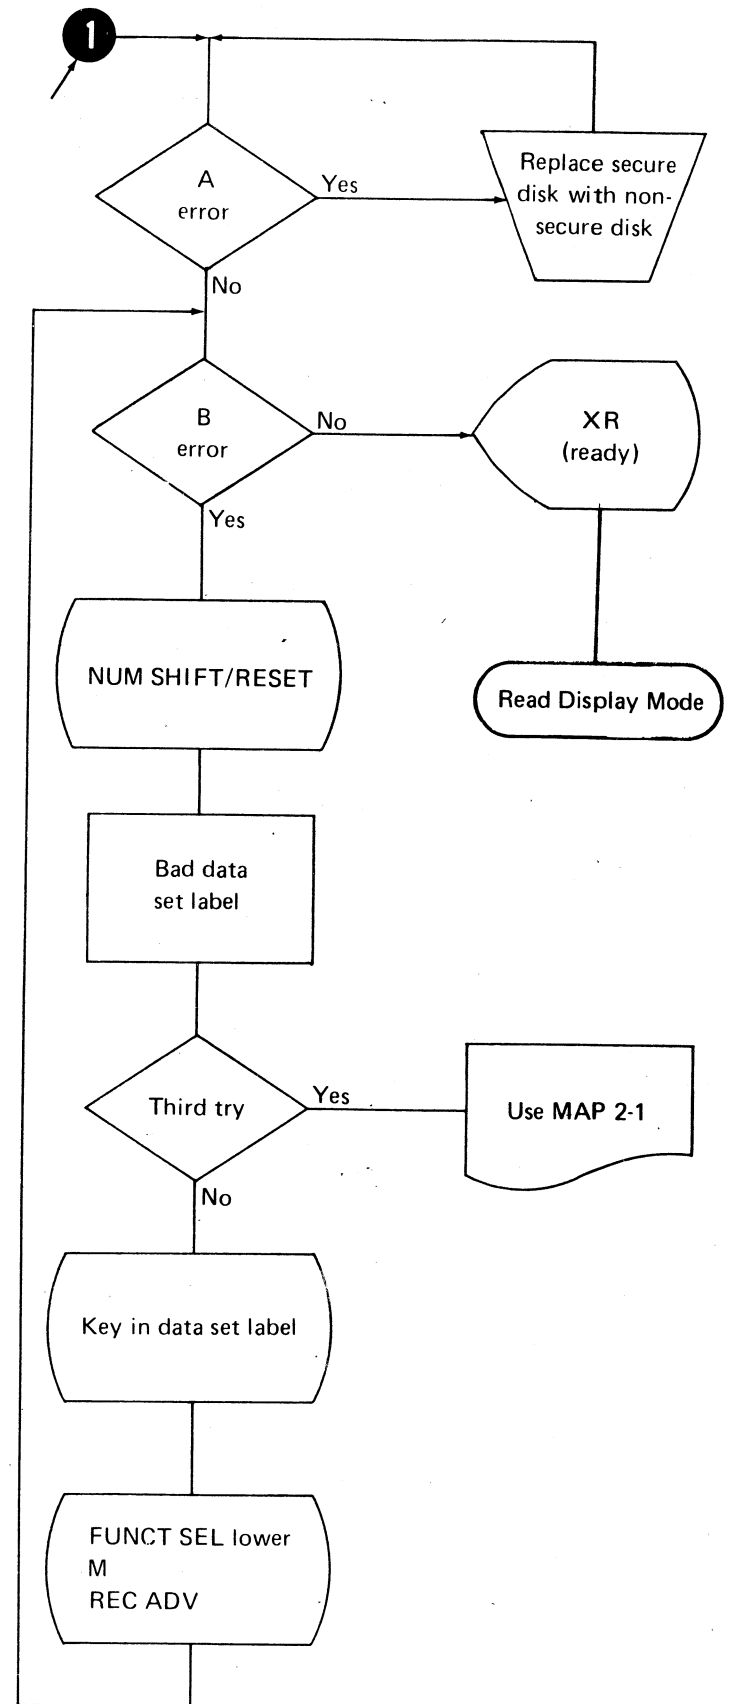 1
A
error
Yes
Replace secure
disk with non-
secure disk
No
B
error
No
XR
(ready)
Yes
NUM SHIFT/RESET
Read Display Mode
Bad data
set label
Third try
Yes
Use MAP 2-1
No
Key in data set label
FUNCT SEL lower
M
REC ADV